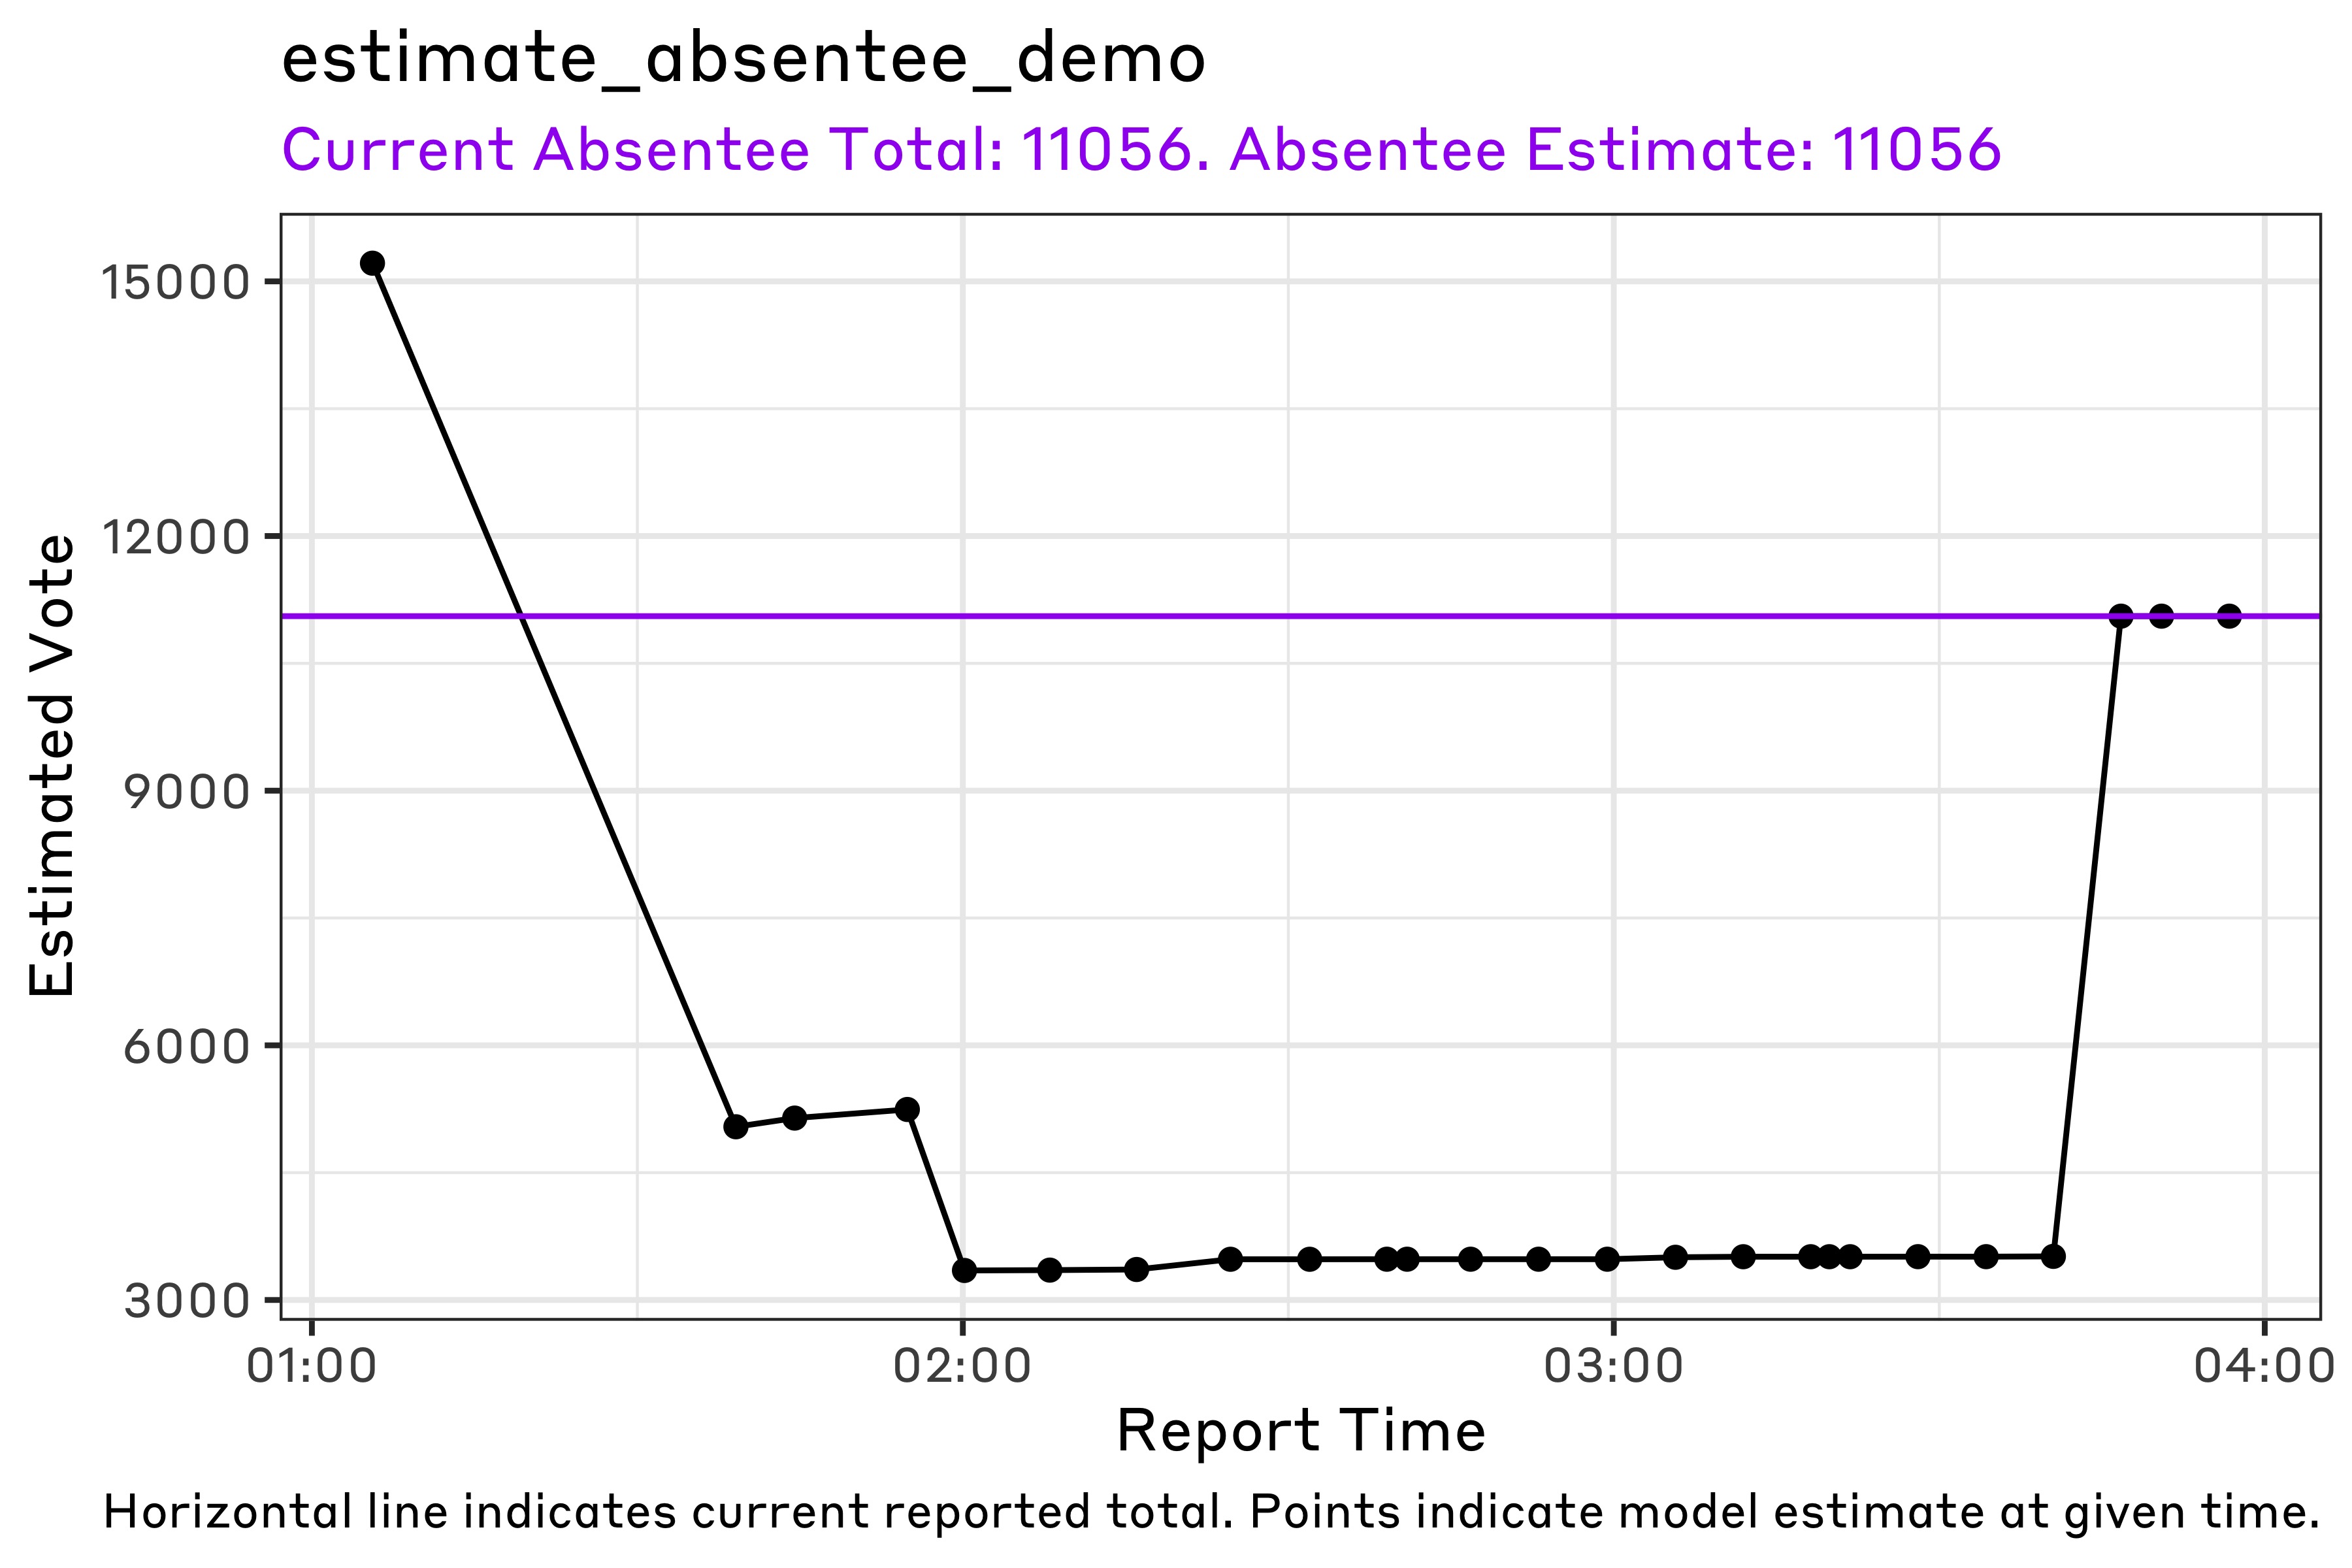 estimate_absentee_demo
Current Absentee Total: 11056. Absentee Estimate: 11056
Estimated Vote
15000
12000
9000
6000
3000
01:00 02:00 03:00 04:00
Report Time
Horizontal line indicates current reported total. Points indicate model estimate at given time.